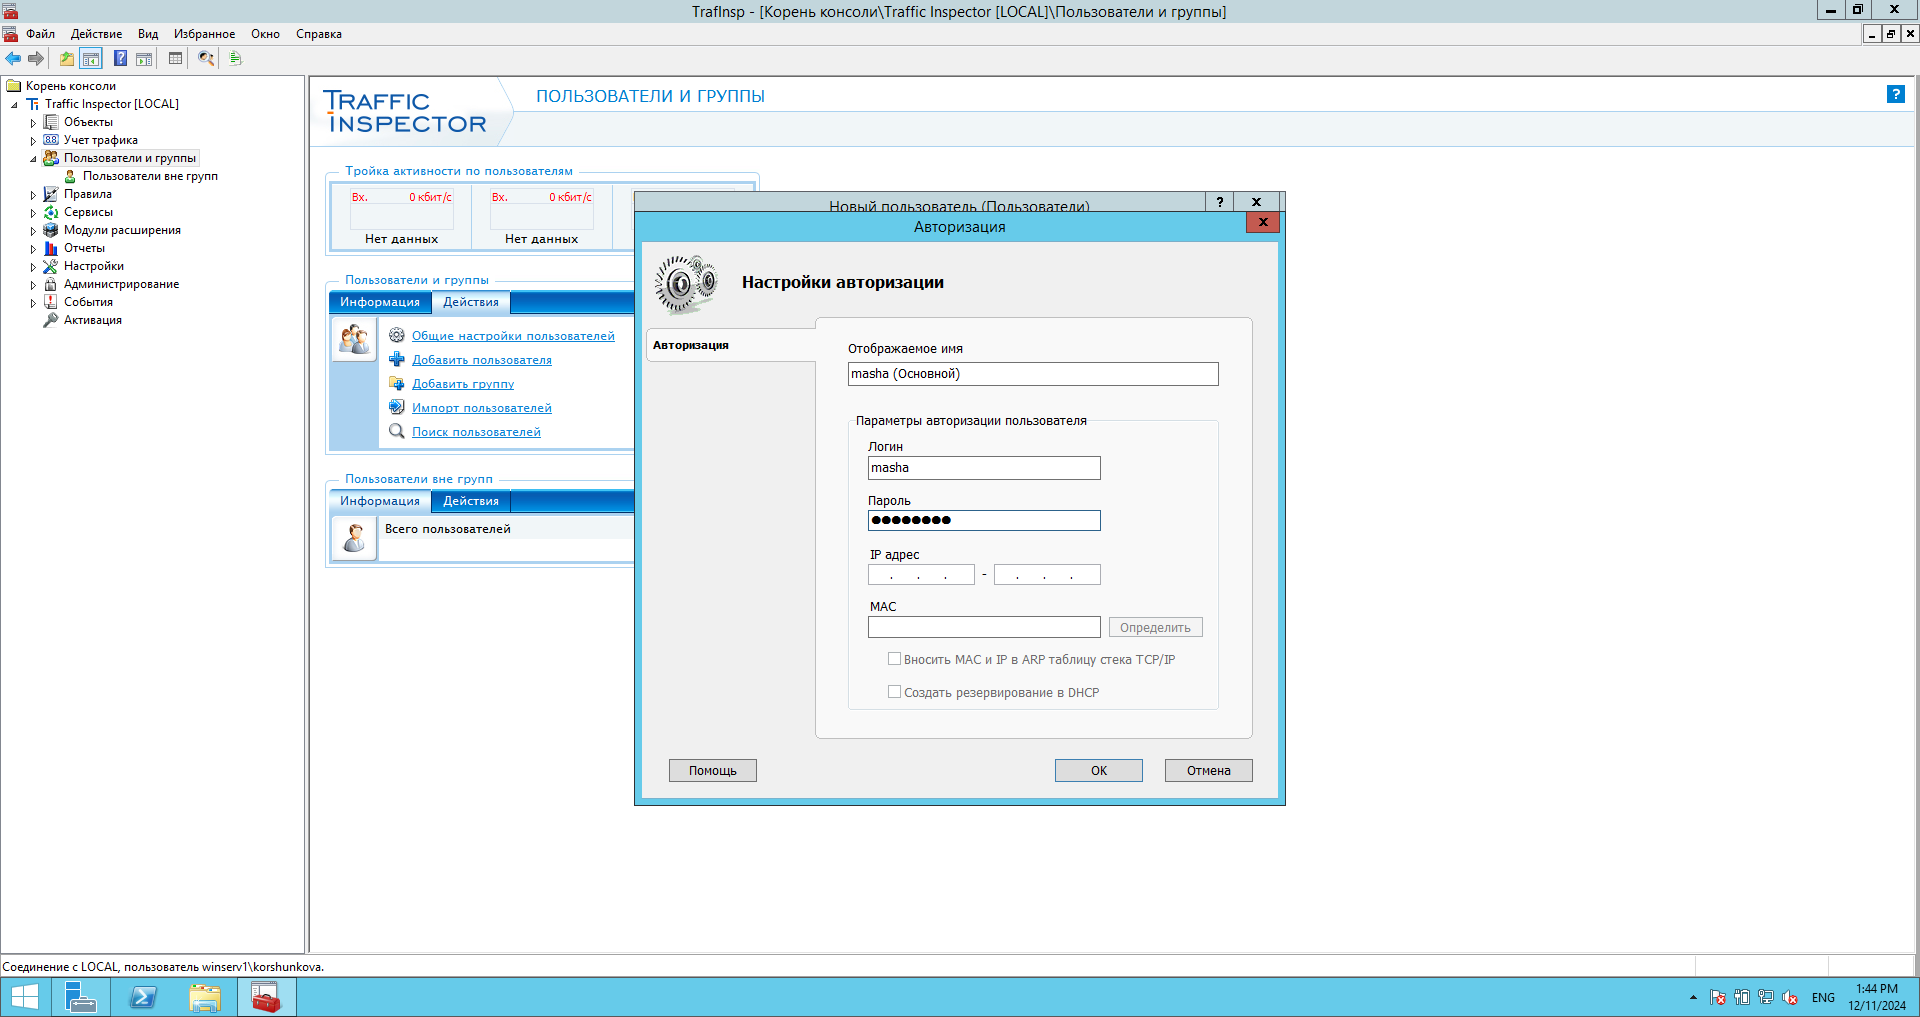 TrafInsp - [Корень консоли\Traffic Inspector [LOCAL]\Пользователи и группы]
Файл Действие Вид Избранное Окно Справка
Корень консоли
Traffic Inspector [LOCAL]
Объекты
Учет трафика
Пользователи и группы
Пользователи вне групп
Правила
Сервисы
Модули расширения
Отчеты
Настройки
Администрирование
События
Активация
TRAFFIC
INSPECTOR
ПОЛЬЗОВАТЕЛИ И ГРУППЫ
?
Тройка активности по пользователям
Вх. 0 кбит/с
Нет данных
Вх. 0 кбит/с
Нет данных
Пользователи и группы
Информация Действия
Общие настройки пользователей
Добавить пользователя
Добавить группу
Импорт пользователей
Поиск пользователей
Пользователи вне групп
Информация Действия
Всего пользователей
Новый пользователь (Пользователи)
Авторизация
Настройки авторизации
Авторизация
Отображаемое имя
masha (Основной)
Параметры авторизации пользователя
Логин
masha
Пароль
●●●●●●●●
IP адрес
. . . - . . .
MAC
Определить
Вносить MAC и IP в ARP таблицу стека TCP/IP
Создать резервирование в DHCP
Помощь OK Отмена
Соединение с LOCAL, пользователь winserv1\korshunkova.
ENG
1:44 PM
12/11/2024